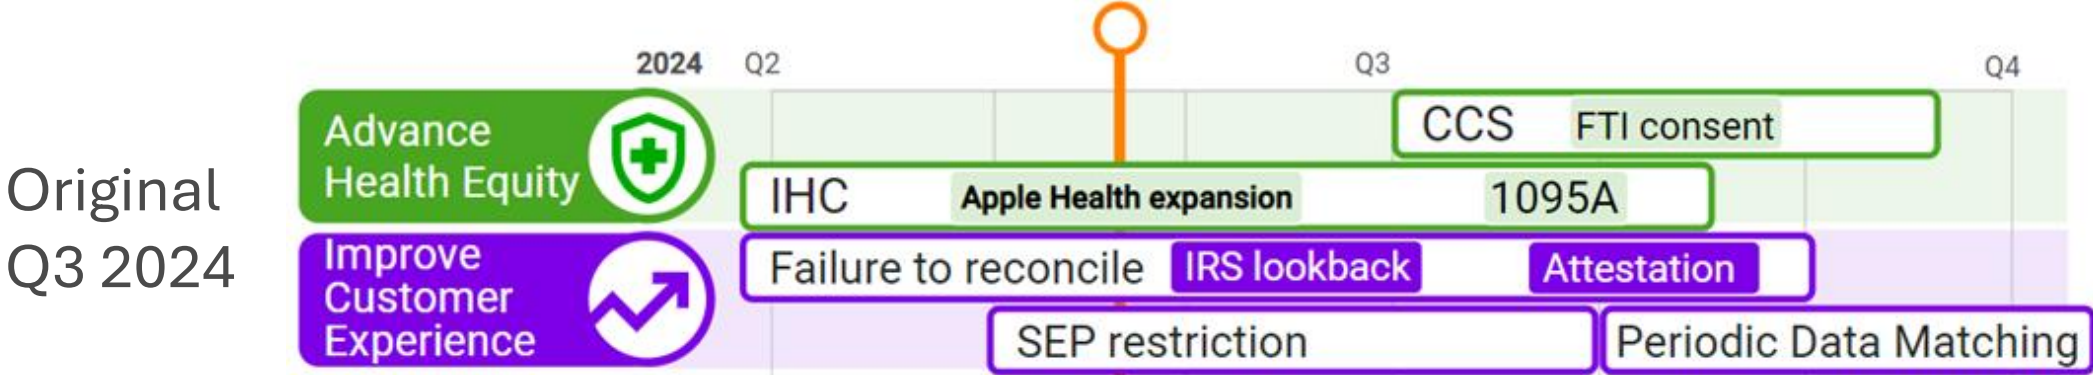 Original
Q3 2024
2024 Q2 Q3 Q4
Advance
Health Equity
CCS FTI consent
IHC Apple Health expansion 1095A
Improve
Customer
Experience
Failure to reconcile IRS lookback Attestation
SEP restriction Periodic Data Matching